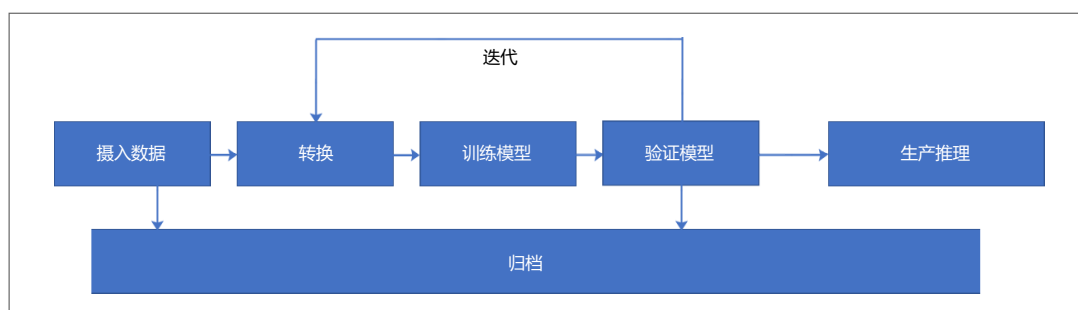 迭代
摄入数据
转换
训练模型
验证模型
生产推理
归档